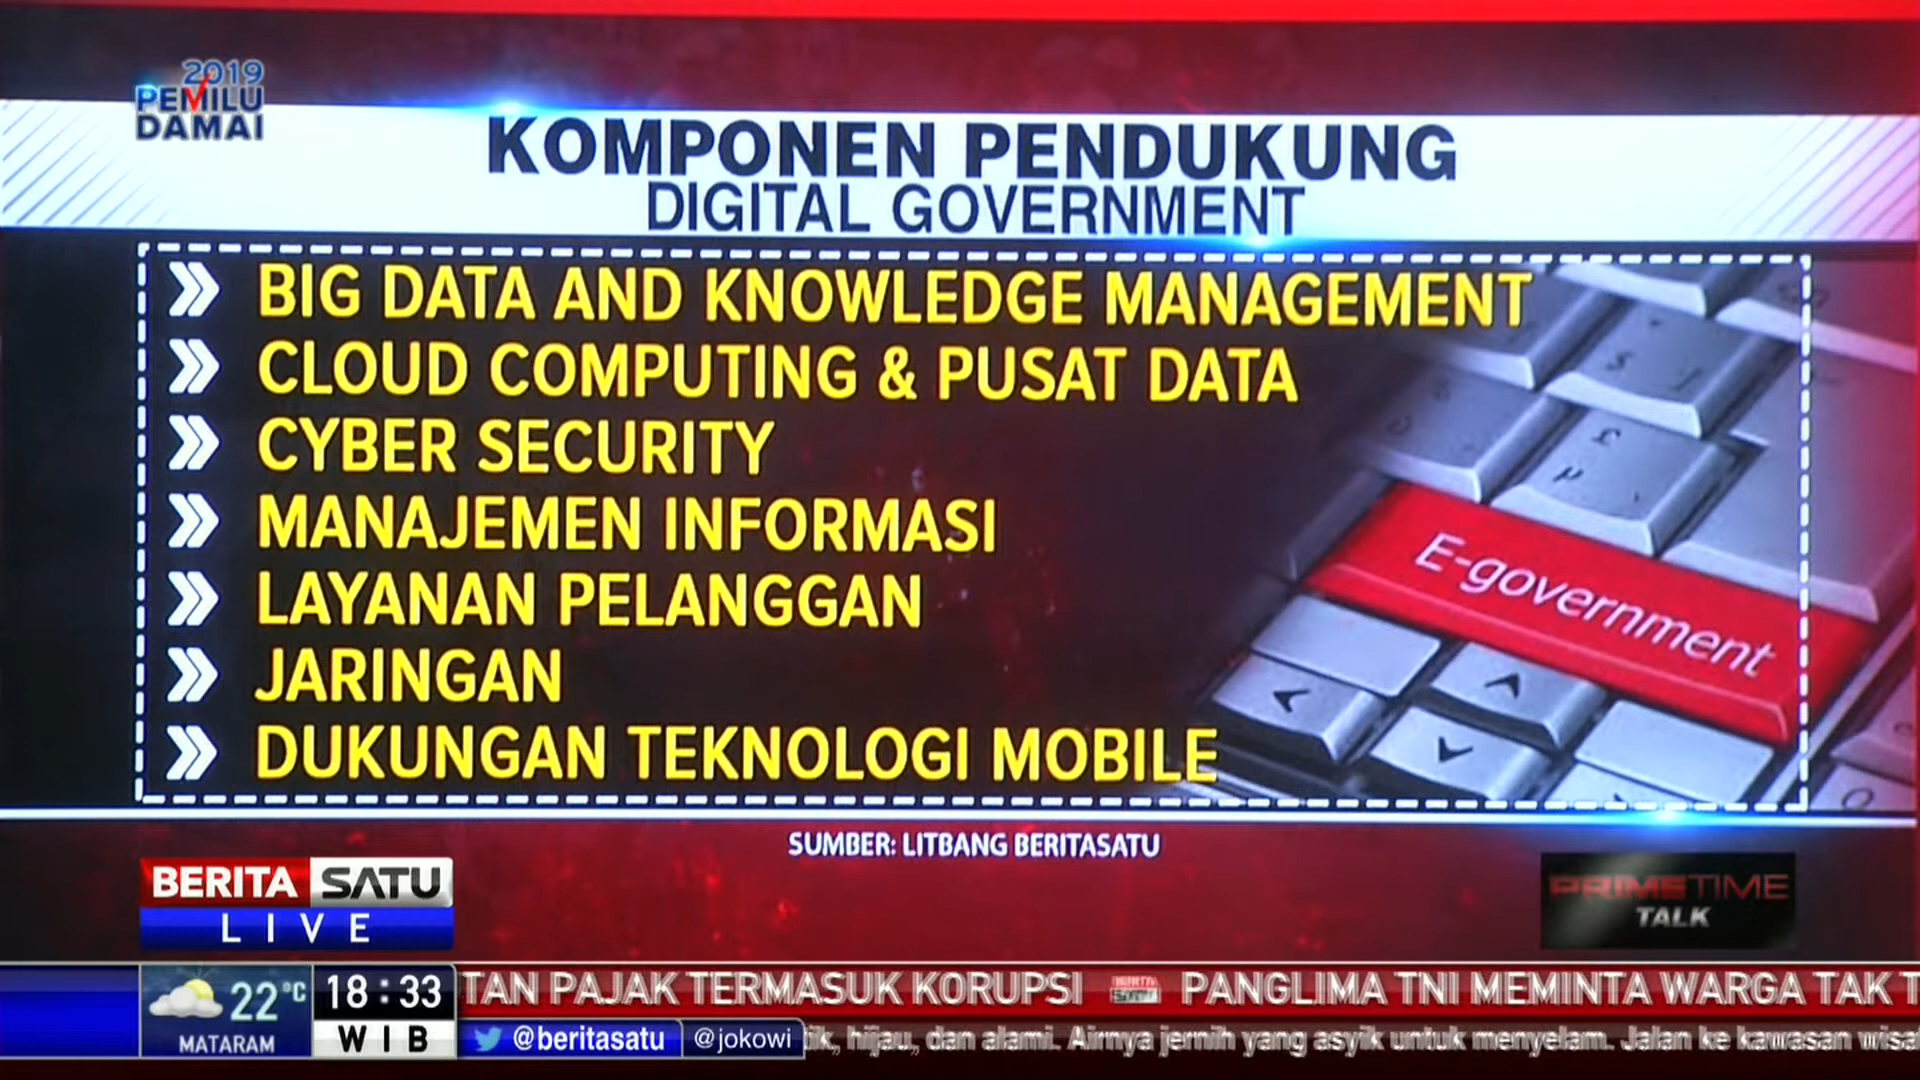 2019
PEMILU
DAMAI
KOMPONEN PENDUKUNG
DIGITAL GOVERNMENT
BIG DATA AND KNOWLEDGE MANAGEMENT
CLOUD COMPUTING & PUSAT DATA
CYBER SECURITY
MANAJEMEN INFORMASI
LAYANAN PELANGGAN
JARINGAN
DUKUNGAN TEKNOLOGI MOBILE
E-government
SUMBER: LITBANG BERITASATU
BERITA SATU
LIVE
PRIMETIME
TALK
22°C
MATARAM
18:33
WIB
TAN PAJAK TERMASUK KORUPSI BERITA SATU PANGLIMA TNI MEMINTA WARGA TAK T
@beritasatu @jokowi ik, hijau, dan alami. Airnya jernih yang asyik untuk menyelam. Jalan ke kawasan wisa